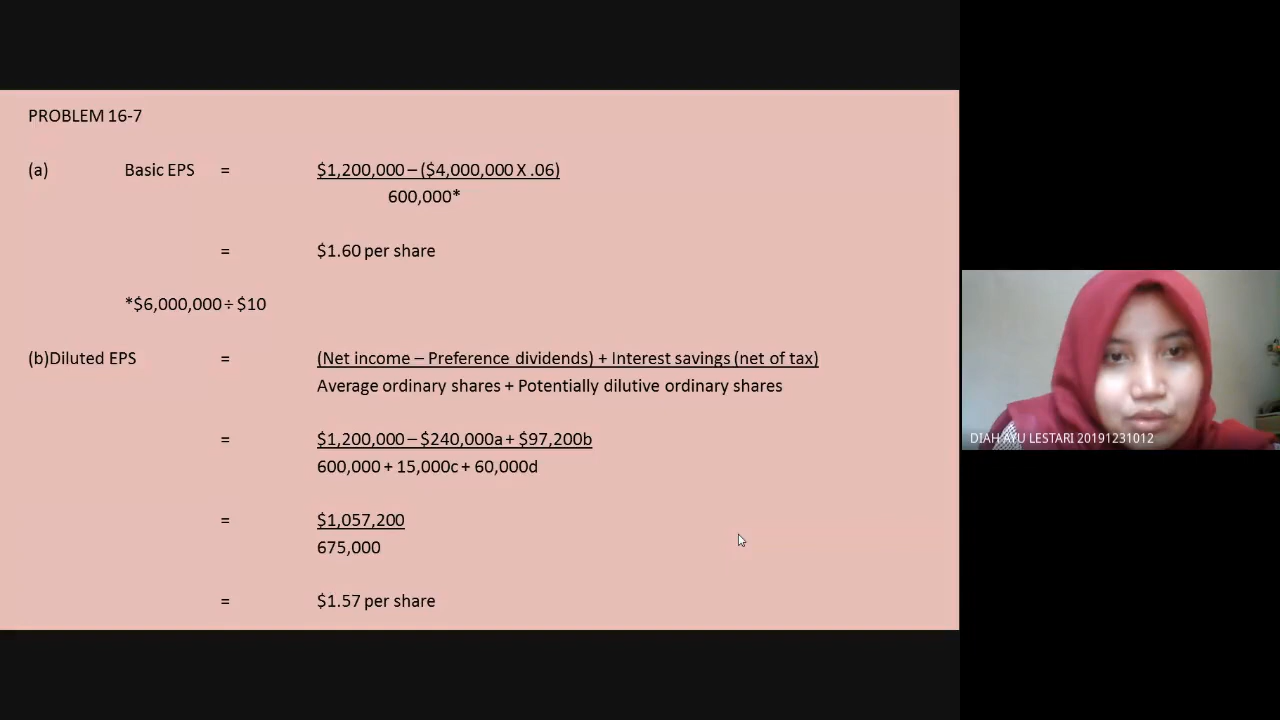 PROBLEM 16-7
(a) Basic EPS = $1,200,000 – ($4,000,000 X .06)
600,000*
= $1.60 per share
*$6,000,000 ÷ $10
(b)Diluted EPS = (Net income – Preference dividends) + Interest savings (net of tax)
Average ordinary shares + Potentially dilutive ordinary shares
= $1,200,000 – $240,000a + $97,200b
600,000 + 15,000c + 60,000d
= $1,057,200
675,000
= $1.57 per share
DIAH AYU LESTARI 20191231012